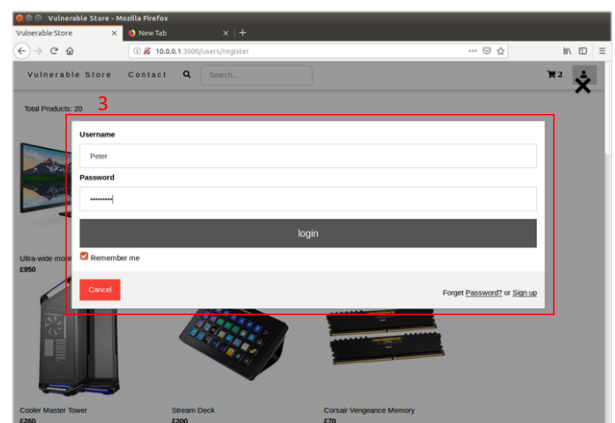 Vulnerable Store - Mozilla Firefox
Vulnerable Store × New Tab × +
10.0.0.1:3000/users/register
Vulnerable Store Contact Search... 2
Total Products: 20
3
Username
Peter
Password
login
Remember me
Cancel
Forget Password? or Sign up
Ultra-wide moni
£950
Cooler Master Tower Stream Deck Corsair Vengeance Memory
£260 £200 £70